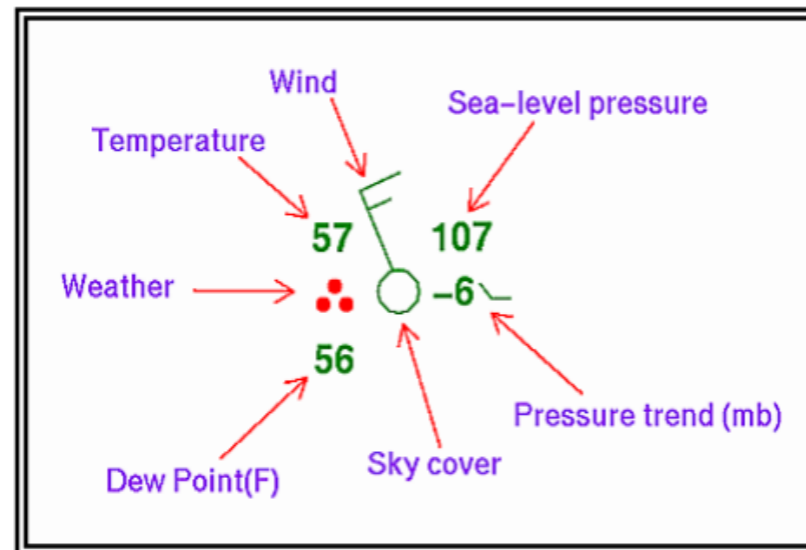 Wind
Sea-level pressure
Temperature
57
107
Weather
-6
56
Pressure trend (mb)
Sky cover
Dew Point(F)